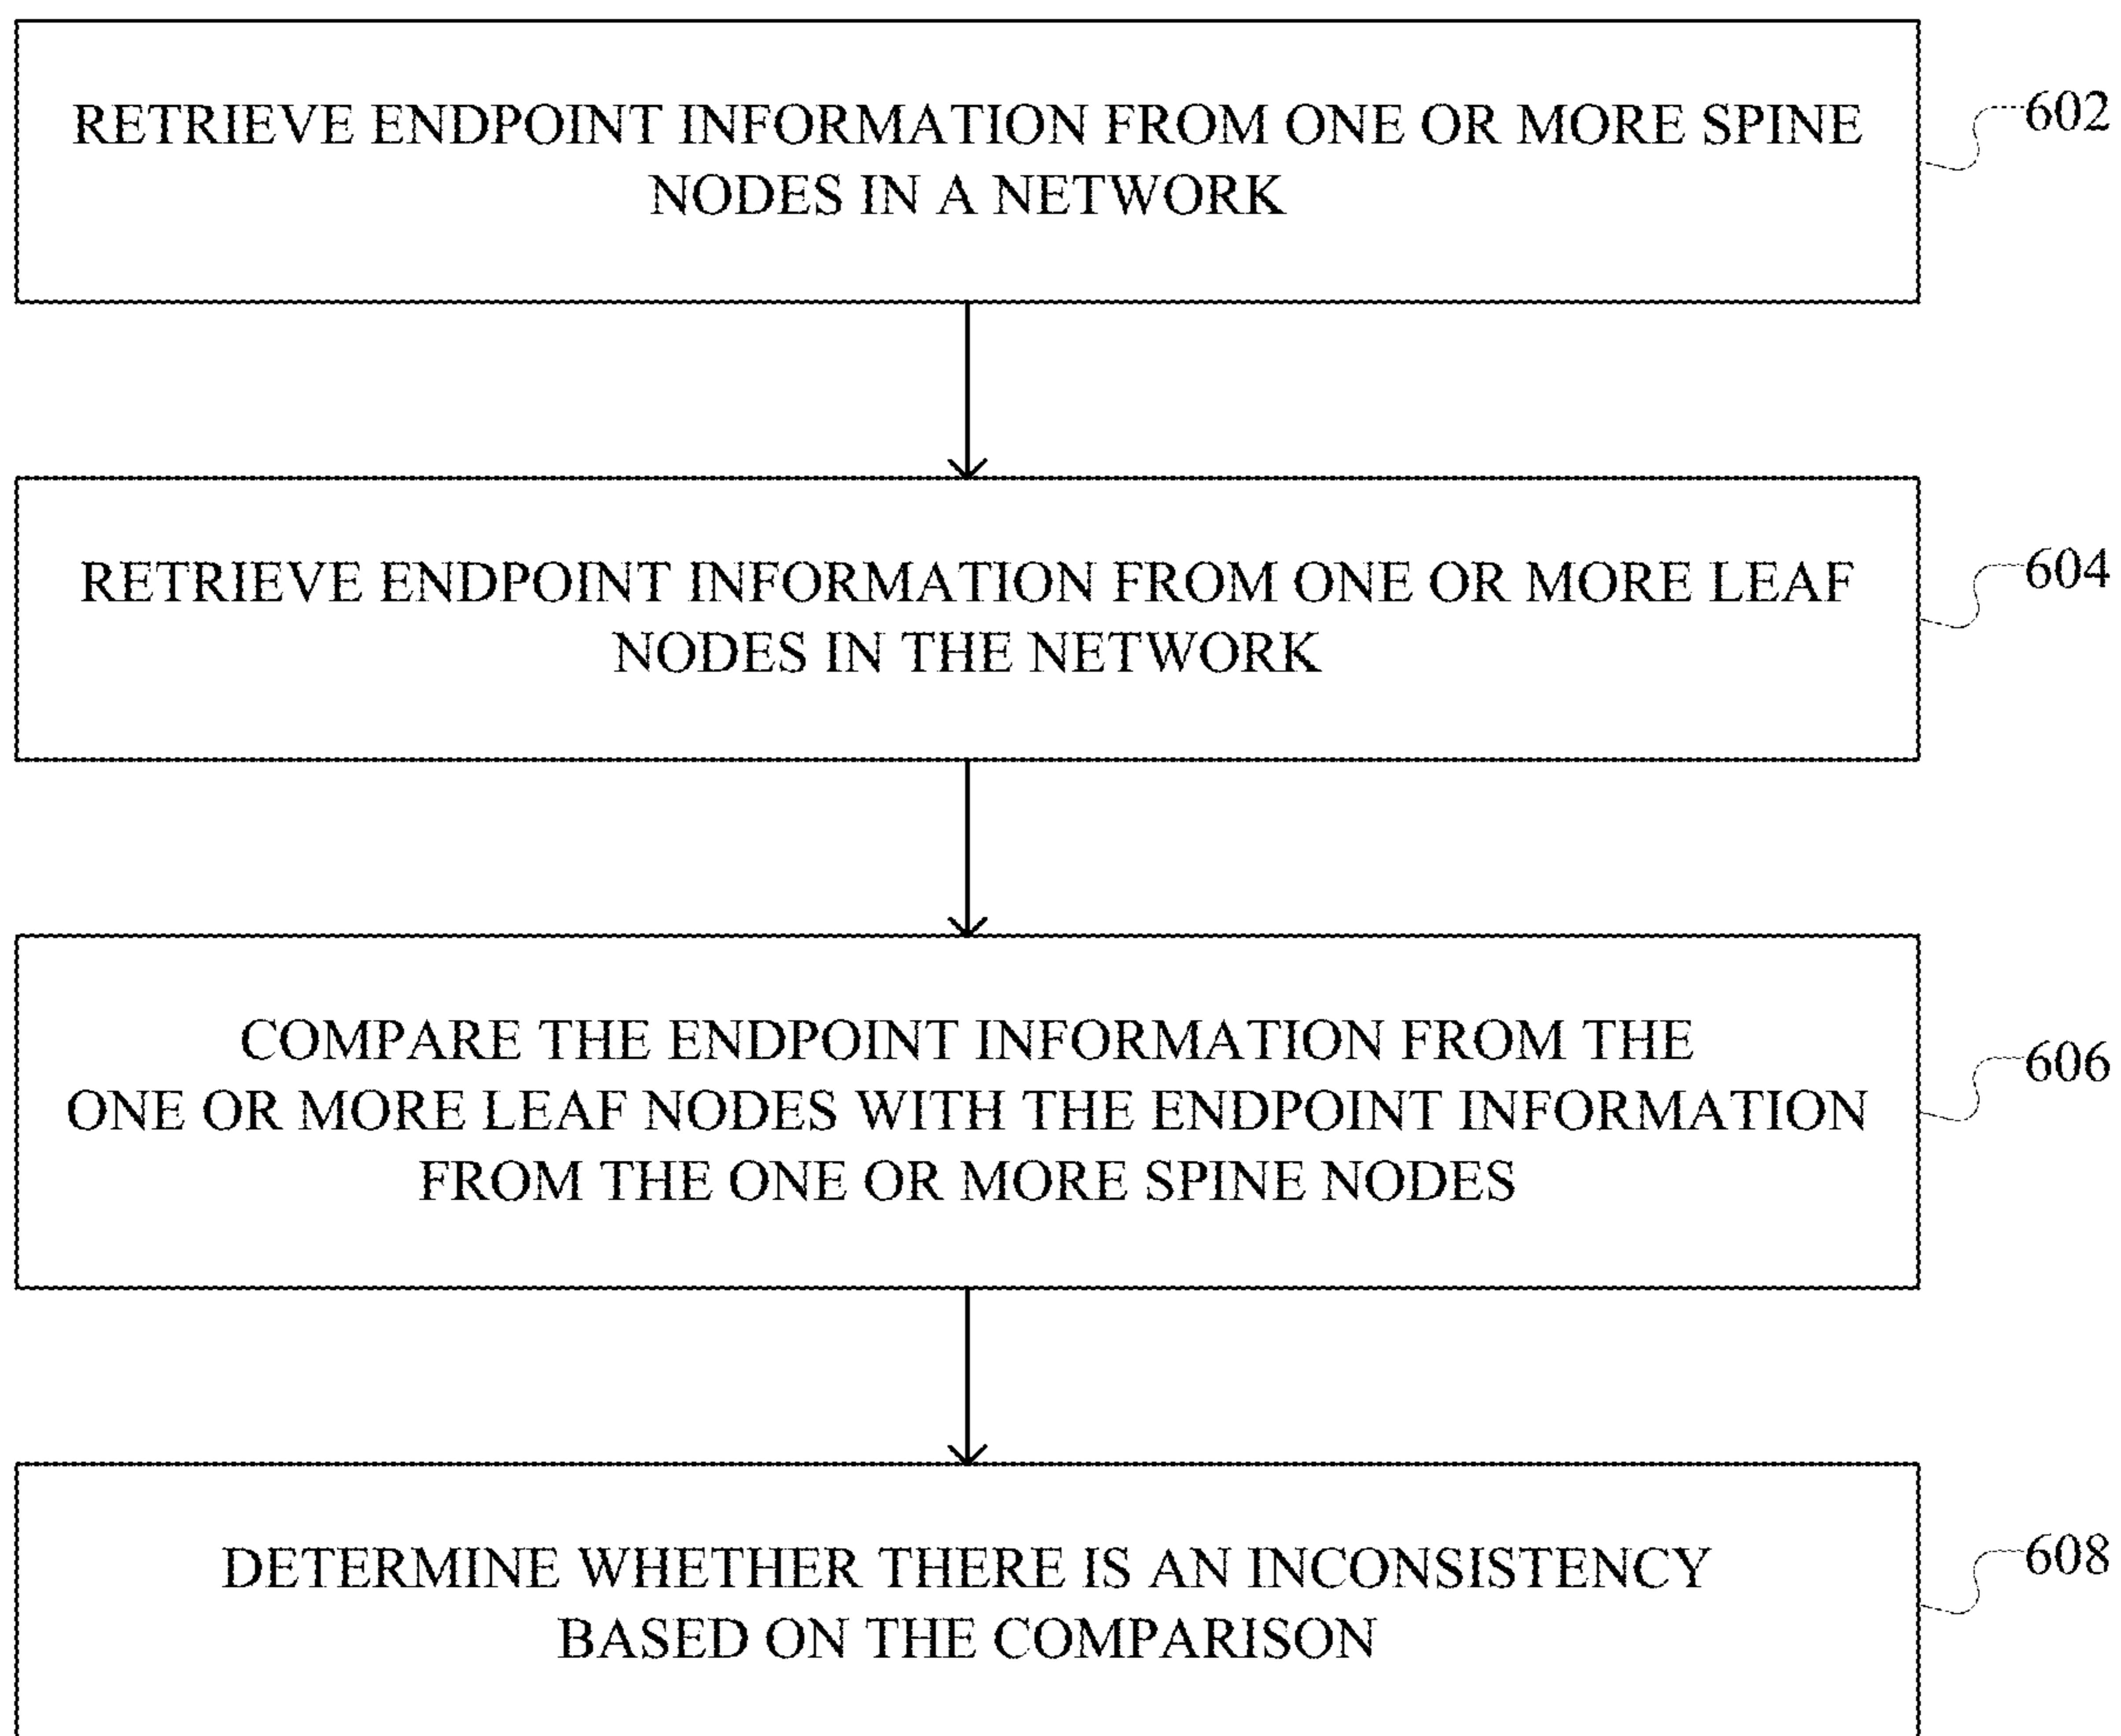 RETRIEVE ENDPOINT INFORMATION FROM ONE OR MORE SPINE
NODES IN A NETWORK
602
RETRIEVE ENDPOINT INFORMATION FROM ONE OR MORE LEAF
NODES IN THE NETWORK
604
COMPARE THE ENDPOINT INFORMATION FROM THE
ONE OR MORE LEAF NODES WITH THE ENDPOINT INFORMATION
FROM THE ONE OR MORE SPINE NODES
606
DETERMINE WHETHER THERE IS AN INCONSISTENCY
BASED ON THE COMPARISON
608